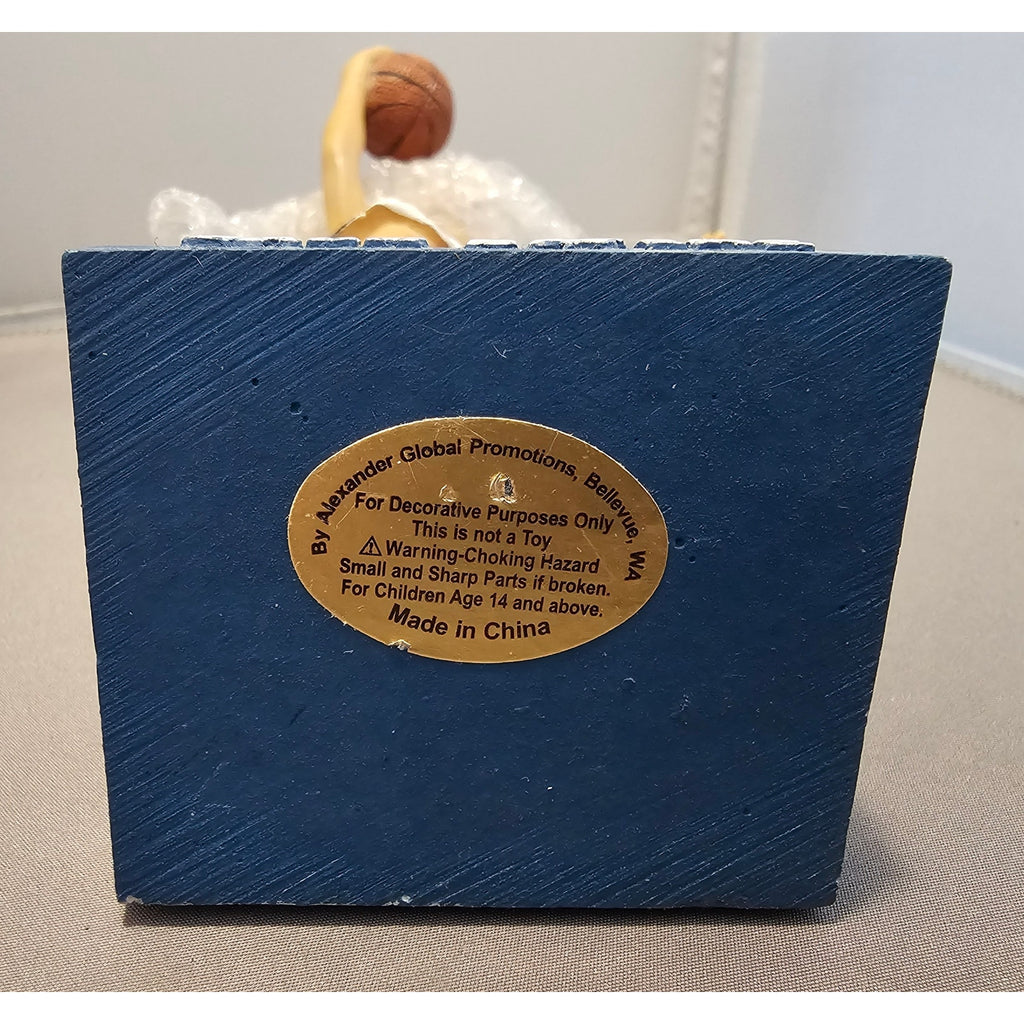 By Alexander Global Promotions, Bellevue, WA
For Decorative Purposes Only
This is not a Toy
⚠ Warning-Choking Hazard
Small and Sharp Parts if broken.
For Children Age 14 and above.
Made in China